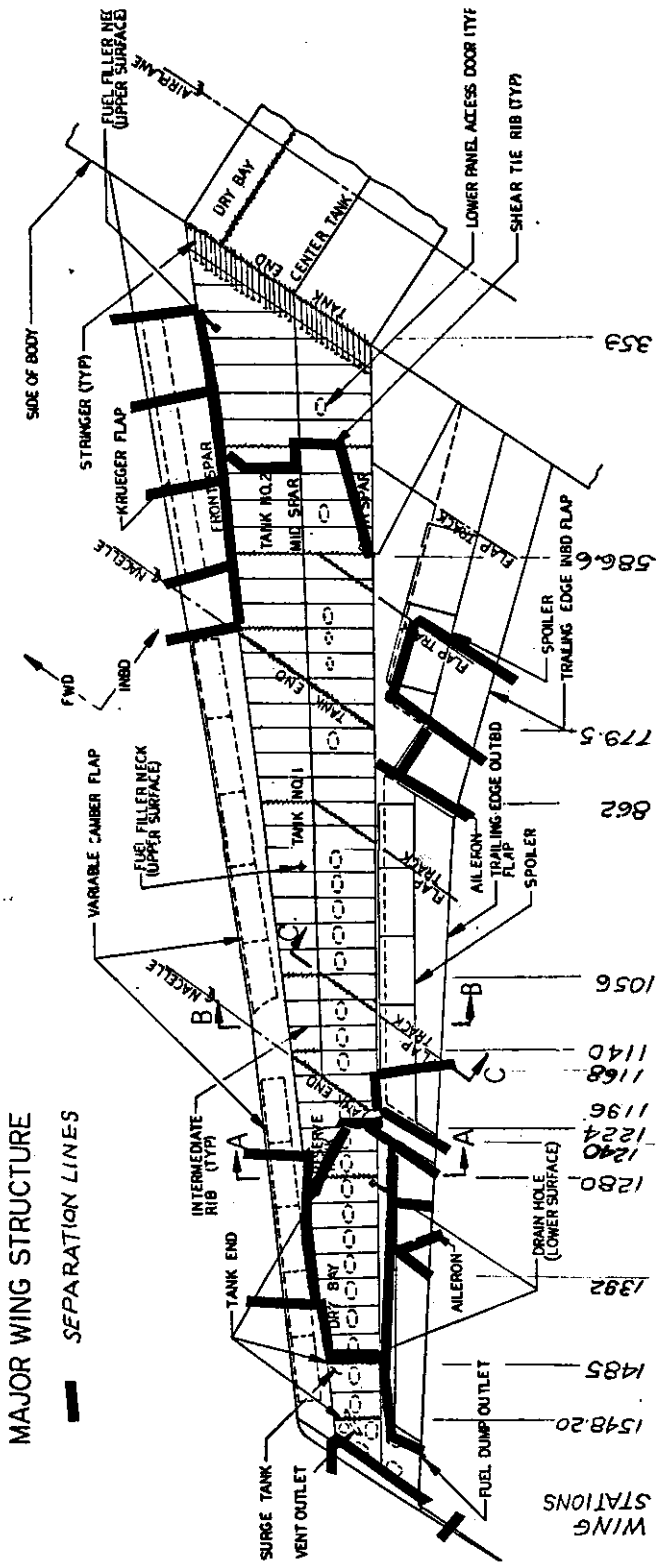 MAJOR WING STRUCTURE
SEPARATION LINES
FWD
INBD
SIDE OF BODY
STRINGER (TYP)
KRUEGER FLAP
℄ NACELLE
VARIABLE CAMBER FLAP
FUEL FILLER NECK
(UPPER SURFACE)
℄ NACELLE
INTERMEDIATE
RIB (TYP)
TANK END
SURGE TANK
VENT OUTLET
FUEL FILLER NEC
(UPPER SURFACE)
AIRPLANE ℄
DRY BAY
CENTER TANK
TANK
END
FRONT SPAR
TANK NO.2
MID SPAR
SPAR
TANK END
TANK NO.1
TANK END
DRY BAY
A
A
B
B
C
C
LOWER PANEL ACCESS DOOR (TYP
SHEAR TIE RIB (TYP)
FLAP TRACK
FLAP TRA
FLAP
TRACK
FLAP
TRACK
SPOILER
TRAILING EDGE INBD FLAP
AILERON
TRAILING-EDGE OUTBD
FLAP
SPOILER
DRAIN HOLE
(LOWER SURFACE)
AILERON
FUEL DUMP OUTLET
353
586.6
779.5
862
1056
1140
1168
1196
1224
1240
1280
1392
1485
1548.20
WING
STATIONS